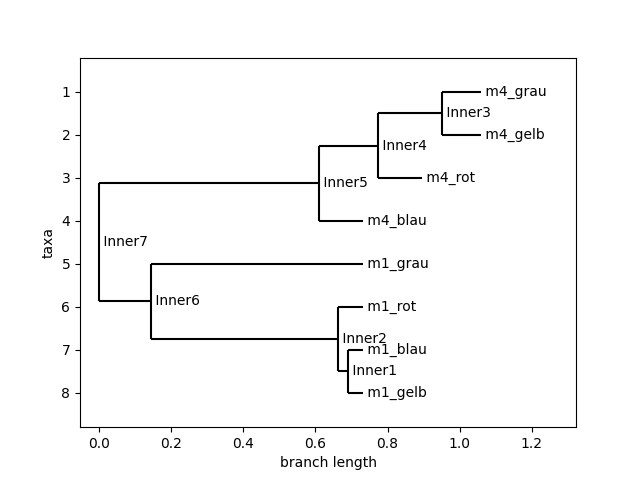 1 m4_grau
Inner3
2 m4_gelb
Inner4
3 m4_rot
Inner5
4 m4_blau
Inner7
taxa
5 m1_grau
Inner6
6 m1_rot
Inner2
7 m1_blau
Inner1
8 m1_gelb
0.0 0.2 0.4 0.6 0.8 1.0 1.2
branch length